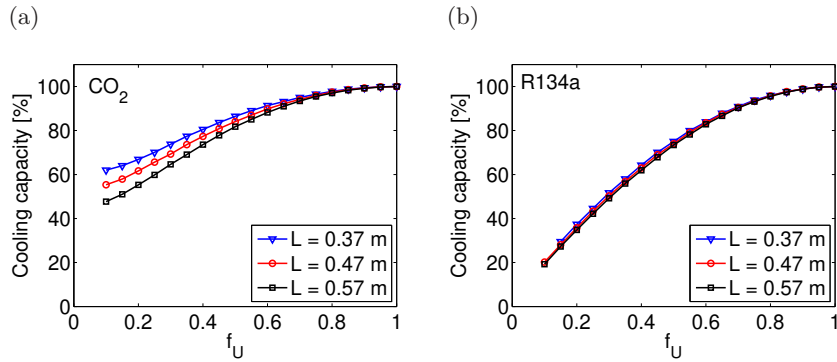 (a)
CO2
Cooling capacity [%]
100
80
60
40
20
0
0 0.2 0.4 0.6 0.8 1
fU
L = 0.37 m
L = 0.47 m
L = 0.57 m
(b)
R134a
Cooling capacity [%]
100
80
60
40
20
0
0 0.2 0.4 0.6 0.8 1
fU
L = 0.37 m
L = 0.47 m
L = 0.57 m